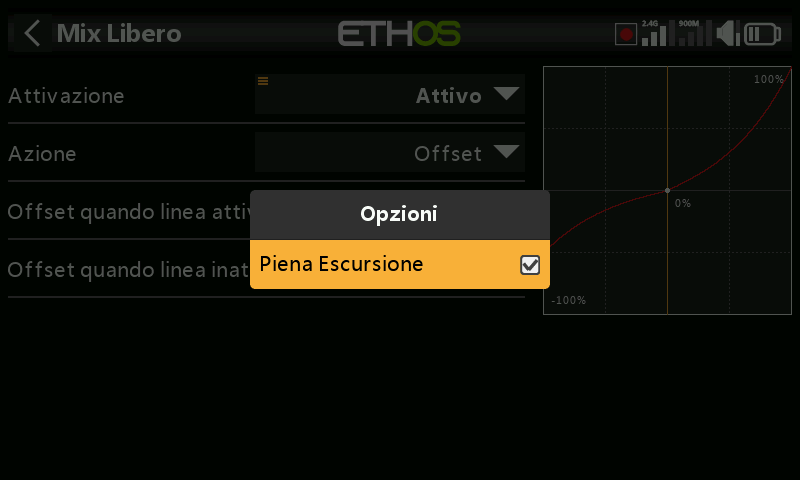 Mix Libero
ETHOS
2.4G
900M
Attivazione
Attivo
100%
Azione
Offset
Offset quando linea attiv
0%
Opzioni
Piena Escursione
Offset quando linea inat
-100%